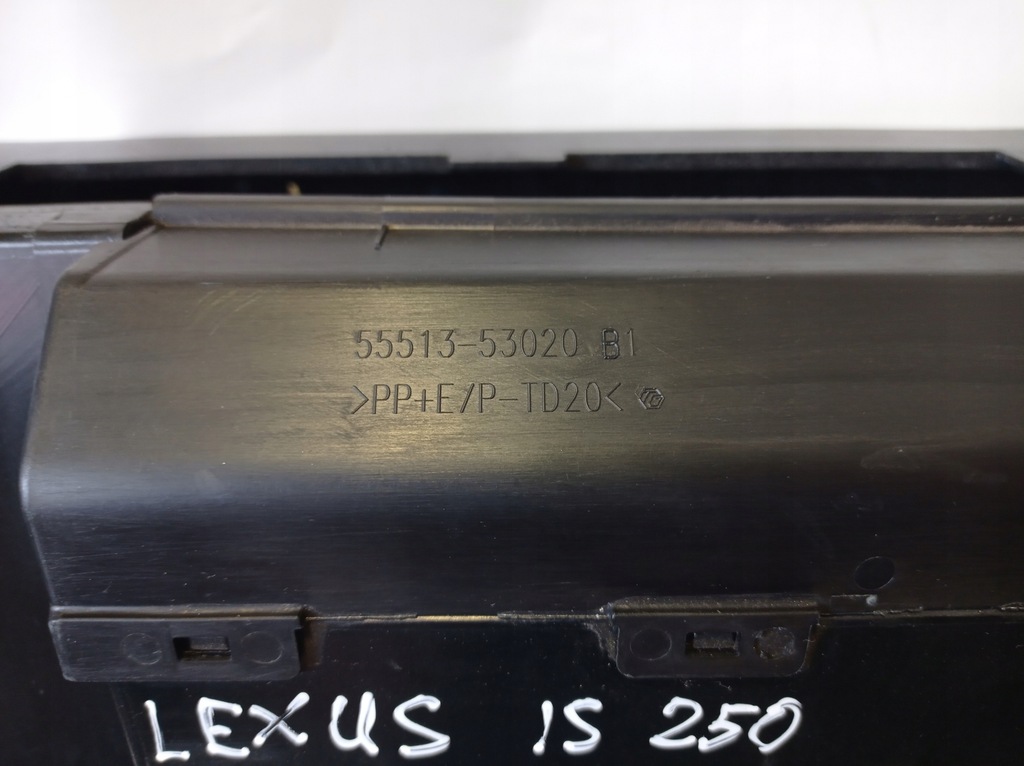 55513-53020 B1
>PP+E/P-TD20<
LEXUS IS 250